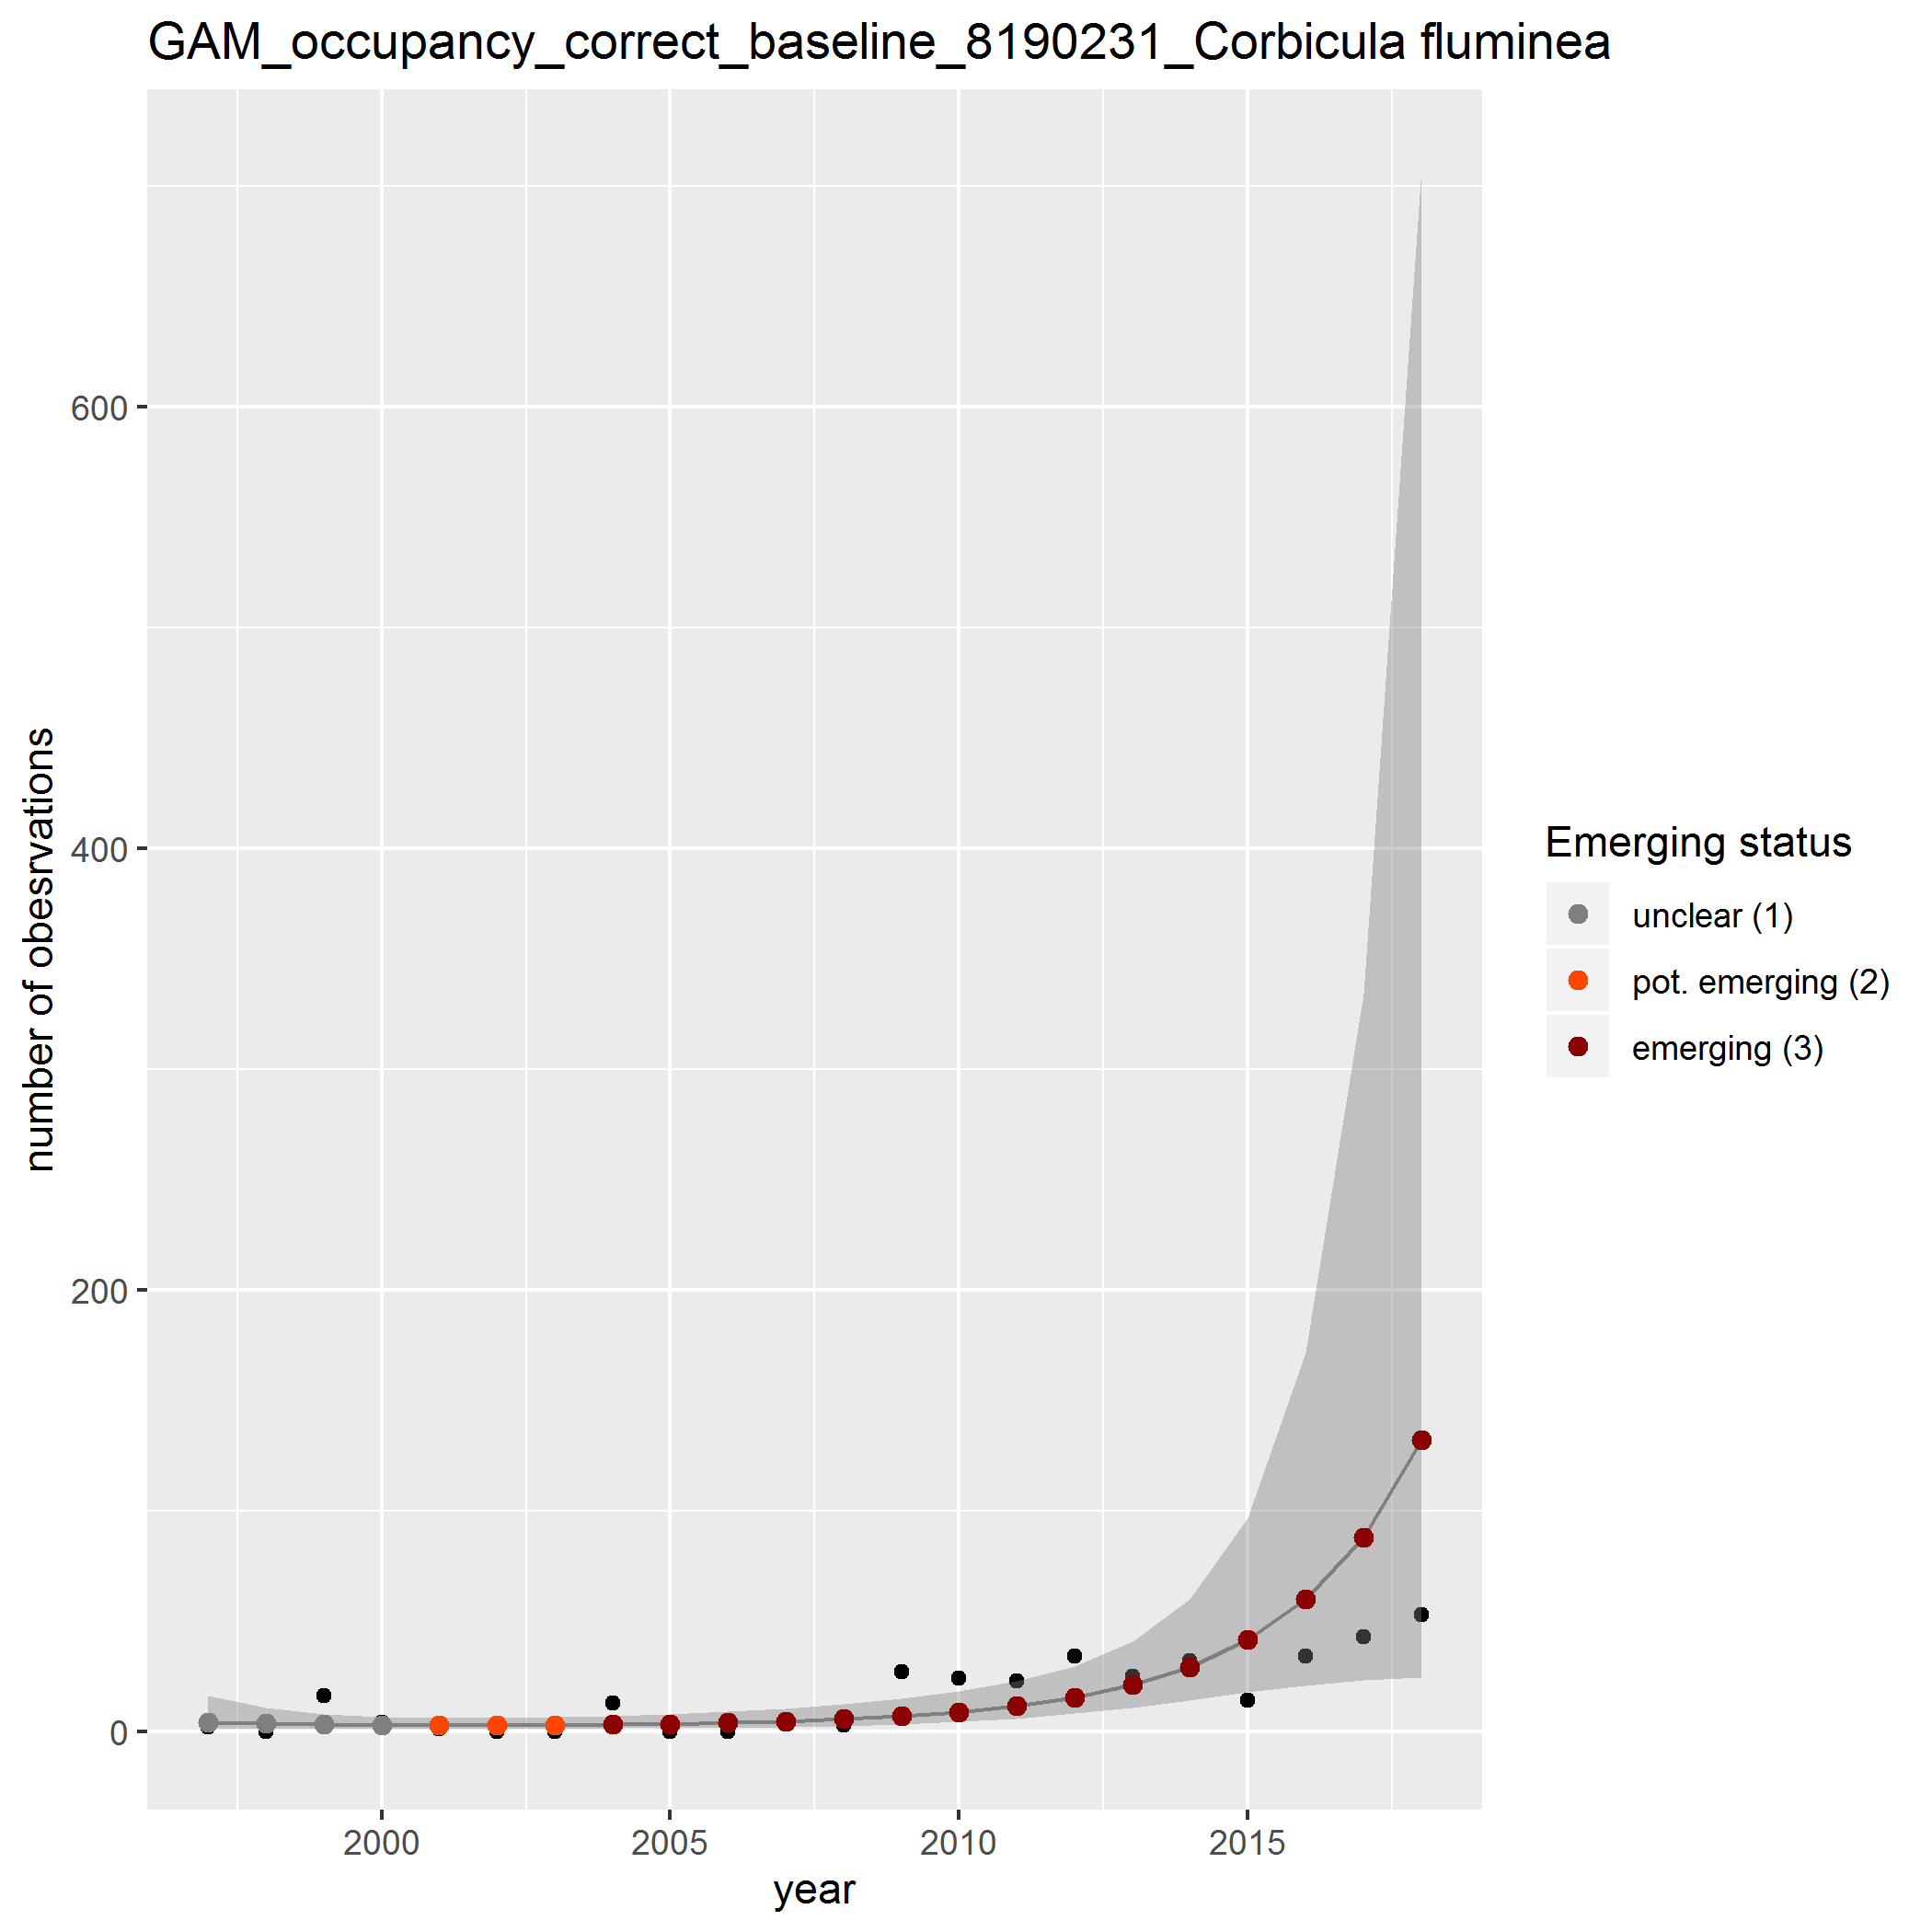 GAM_occupancy_correct_baseline_8190231_Corbicula fluminea
number of obesrvations
600
400
200
0
2000
2005
2010
2015
year
Emerging status
unclear (1)
pot. emerging (2)
emerging (3)